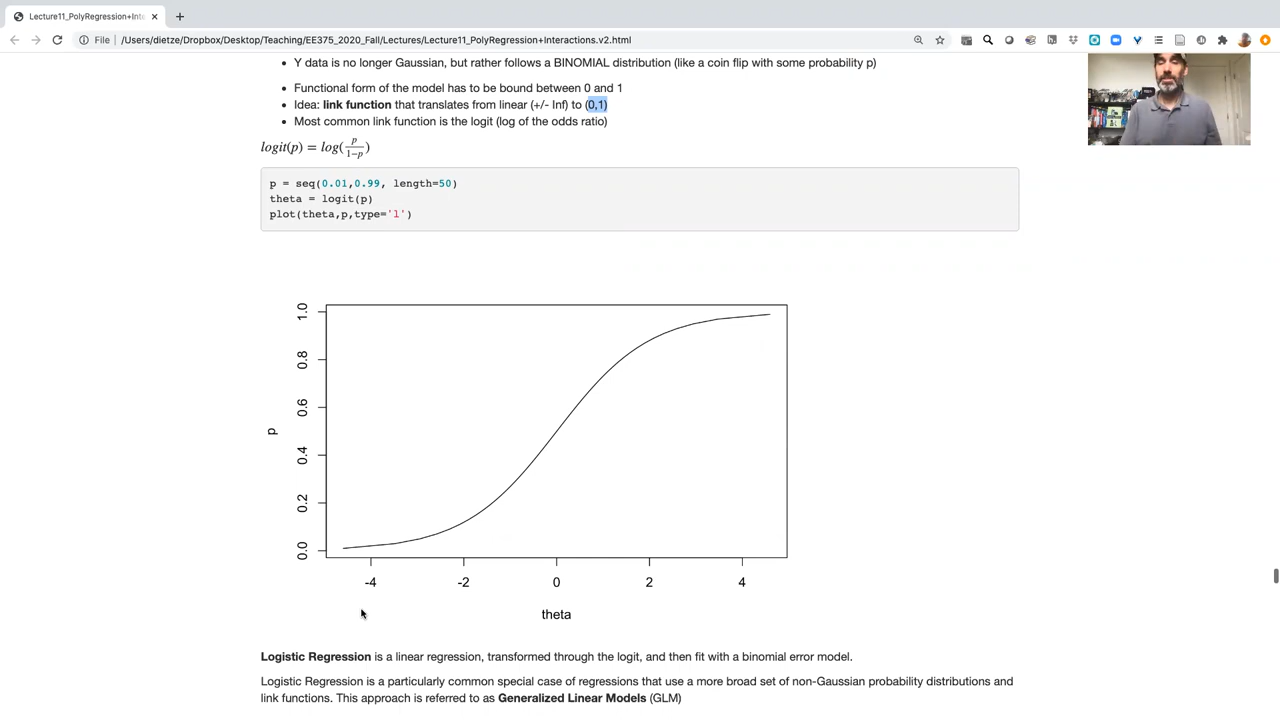 Lecture11_PolyRegression+Inte
File
/Users/dietze/Dropbox/Desktop/Teaching/EE375_2020_Fall/Lectures/Lecture11_PolyRegression+Interactions.v2.html
• Y data is no longer Gaussian, but rather follows a BINOMIAL distribution (like a coin flip with some probability p)
• Functional form of the model has to be bound between 0 and 1
• Idea: link function that translates from linear (+/- Inf) to (0,1)
• Most common link function is the logit (log of the odds ratio)
logit(p) = log(p/1−p)
p = seq(0.01,0.99, length=50)
theta = logit(p)
plot(theta,p,type='l')
1.0
0.8
0.6
p
0.4
0.2
0.0
-4 -2 0 2 4
theta
Logistic Regression is a linear regression, transformed through the logit, and then fit with a binomial error model.
Logistic Regression is a particularly common special case of regressions that use a more broad set of non-Gaussian probability distributions and
link functions. This approach is referred to as Generalized Linear Models (GLM)